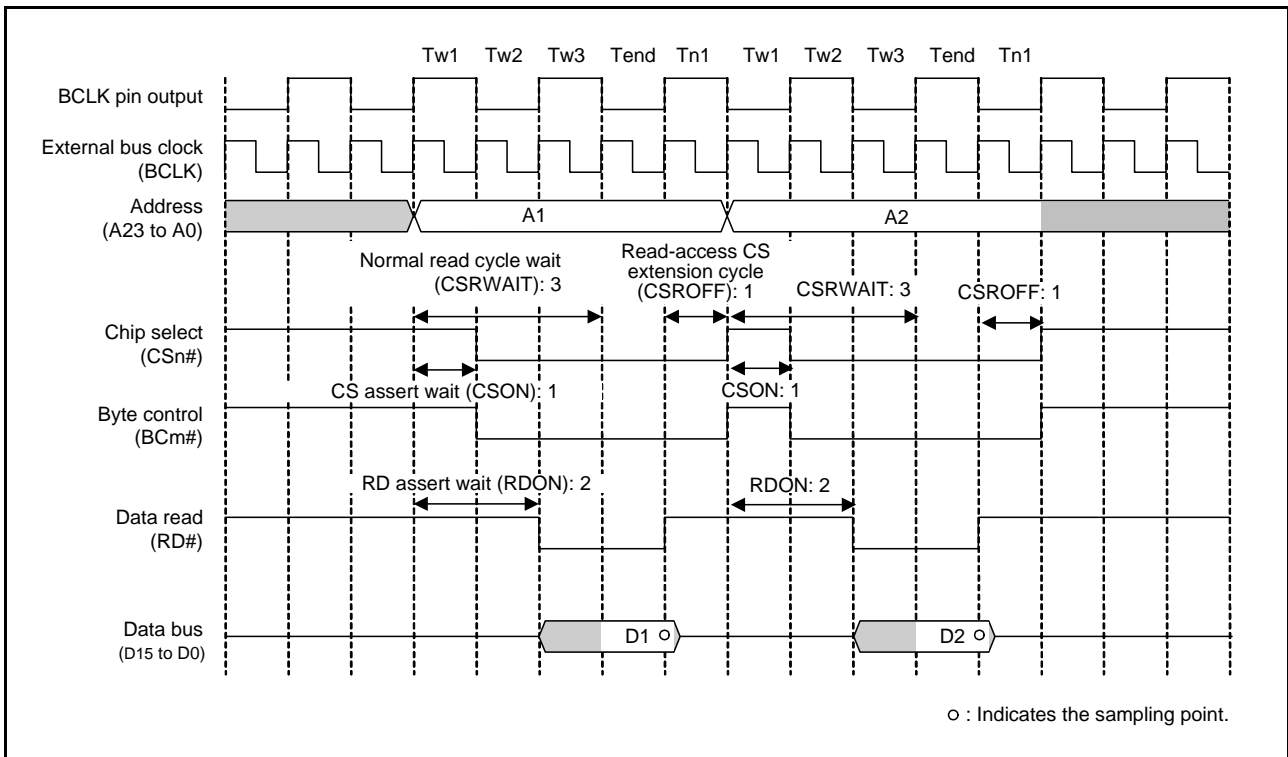 Tw1 Tw2 Tw3 Tend Tn1 Tw1 Tw2 Tw3 Tend Tn1
BCLK pin output
External bus clock
(BCLK)
Address
(A23 to A0)
A1
A2
Normal read cycle wait
(CSRWAIT): 3
Read-access CS
extension cycle
(CSROFF): 1
CSRWAIT: 3
CSROFF: 1
Chip select
(CSn#)
CS assert wait (CSON): 1
CSON: 1
Byte control
(BCm#)
RD assert wait (RDON): 2
RDON: 2
Data read
(RD#)
Data bus
(D15 to D0)
D1
D2
: Indicates the sampling point.